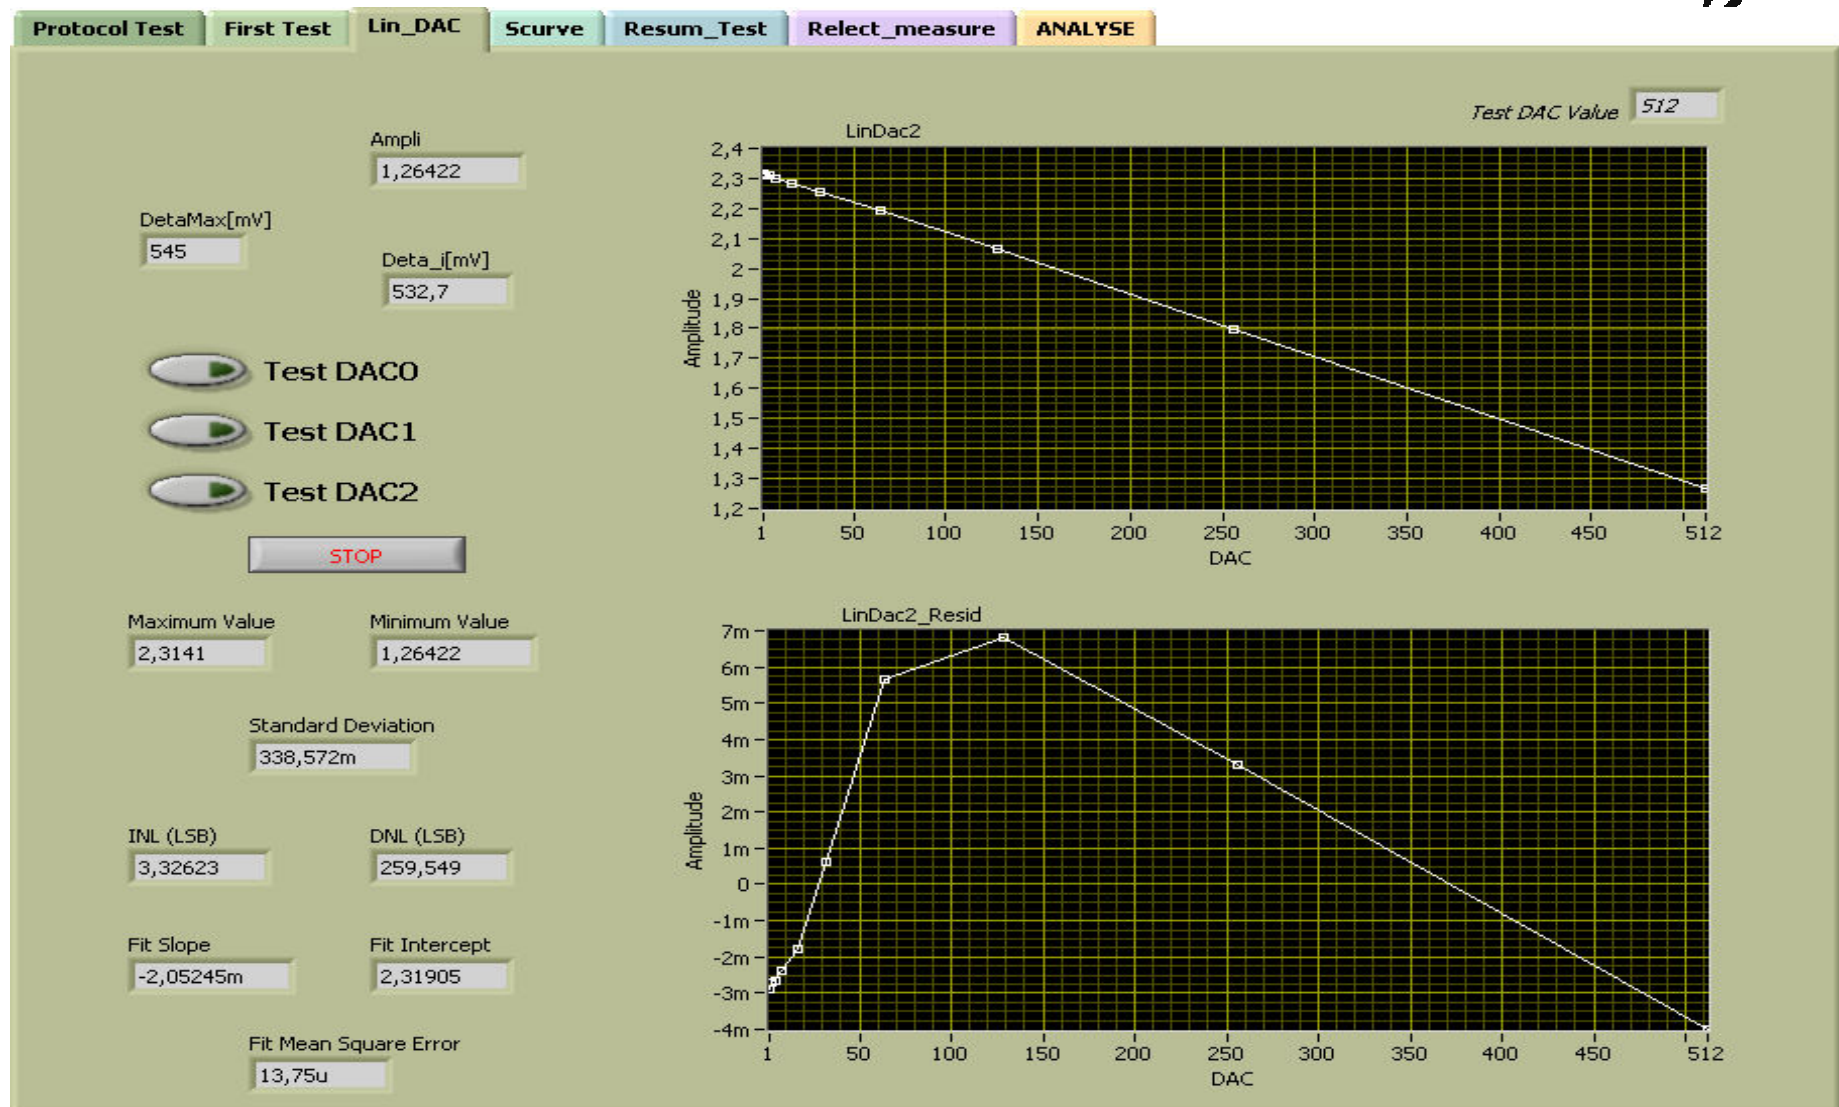 Protocol Test First Test Lin_DAC Scurve Resum_Test Relect_measure ANALYSE
Test DAC Value 512
Ampli
1,26422
DetaMax[mV]
545
Deta_i[mV]
532,7
Test DAC0
Test DAC1
Test DAC2
STOP
Maximum Value Minimum Value
2,3141 1,26422
Standard Deviation
338,572m
INL (LSB) DNL (LSB)
3,32623 259,549
Fit Slope Fit Intercept
-2,05245m 2,31905
Fit Mean Square Error
13,75u
LinDac2
Amplitude
2,4
2,3
2,2
2,1
2
1,9
1,8
1,7
1,6
1,5
1,4
1,3
1,2
1 50 100 150 200 250 300 350 400 450 512
DAC
LinDac2_Resid
Amplitude
7m
6m
5m
4m
3m
2m
1m
0
-1m
-2m
-3m
-4m
1 50 100 150 200 250 300 350 400 450 512
DAC